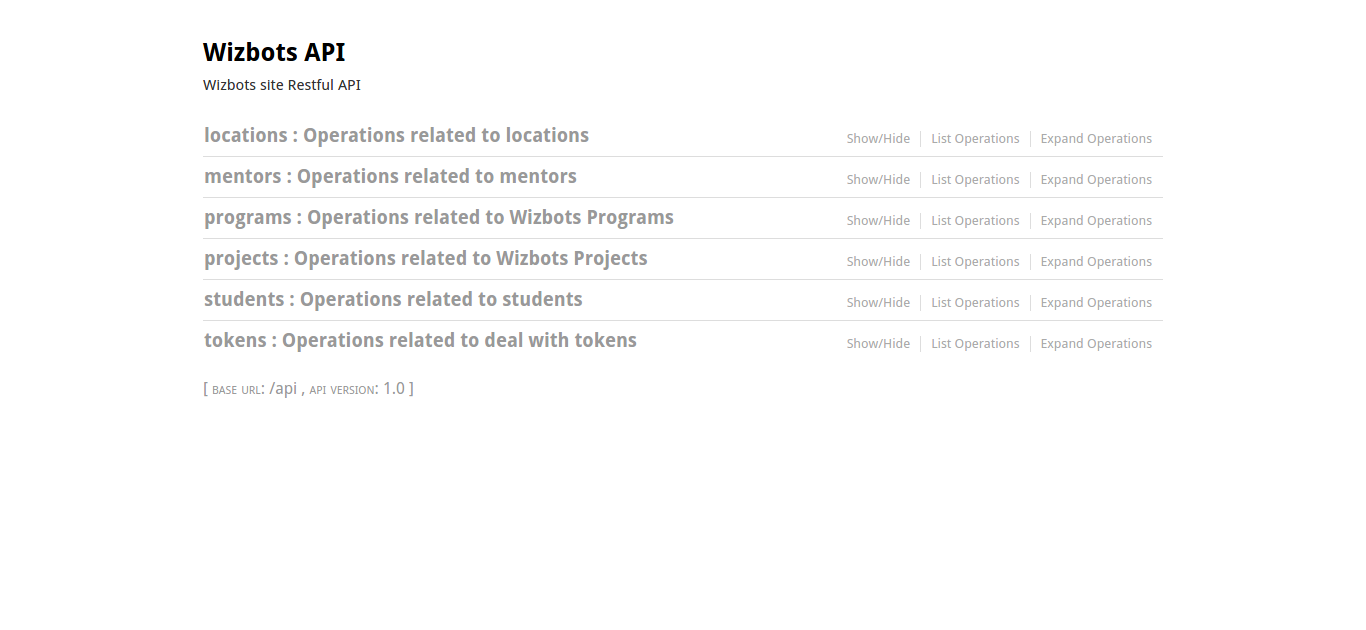 Wizbots API
Wizbots site Restful API
locations : Operations related to locations Show/Hide List Operations Expand Operations
mentors : Operations related to mentors Show/Hide List Operations Expand Operations
programs : Operations related to Wizbots Programs Show/Hide List Operations Expand Operations
projects : Operations related to Wizbots Projects Show/Hide List Operations Expand Operations
students : Operations related to students Show/Hide List Operations Expand Operations
tokens : Operations related to deal with tokens Show/Hide List Operations Expand Operations
[ BASE URL: /api , API VERSION: 1.0 ]